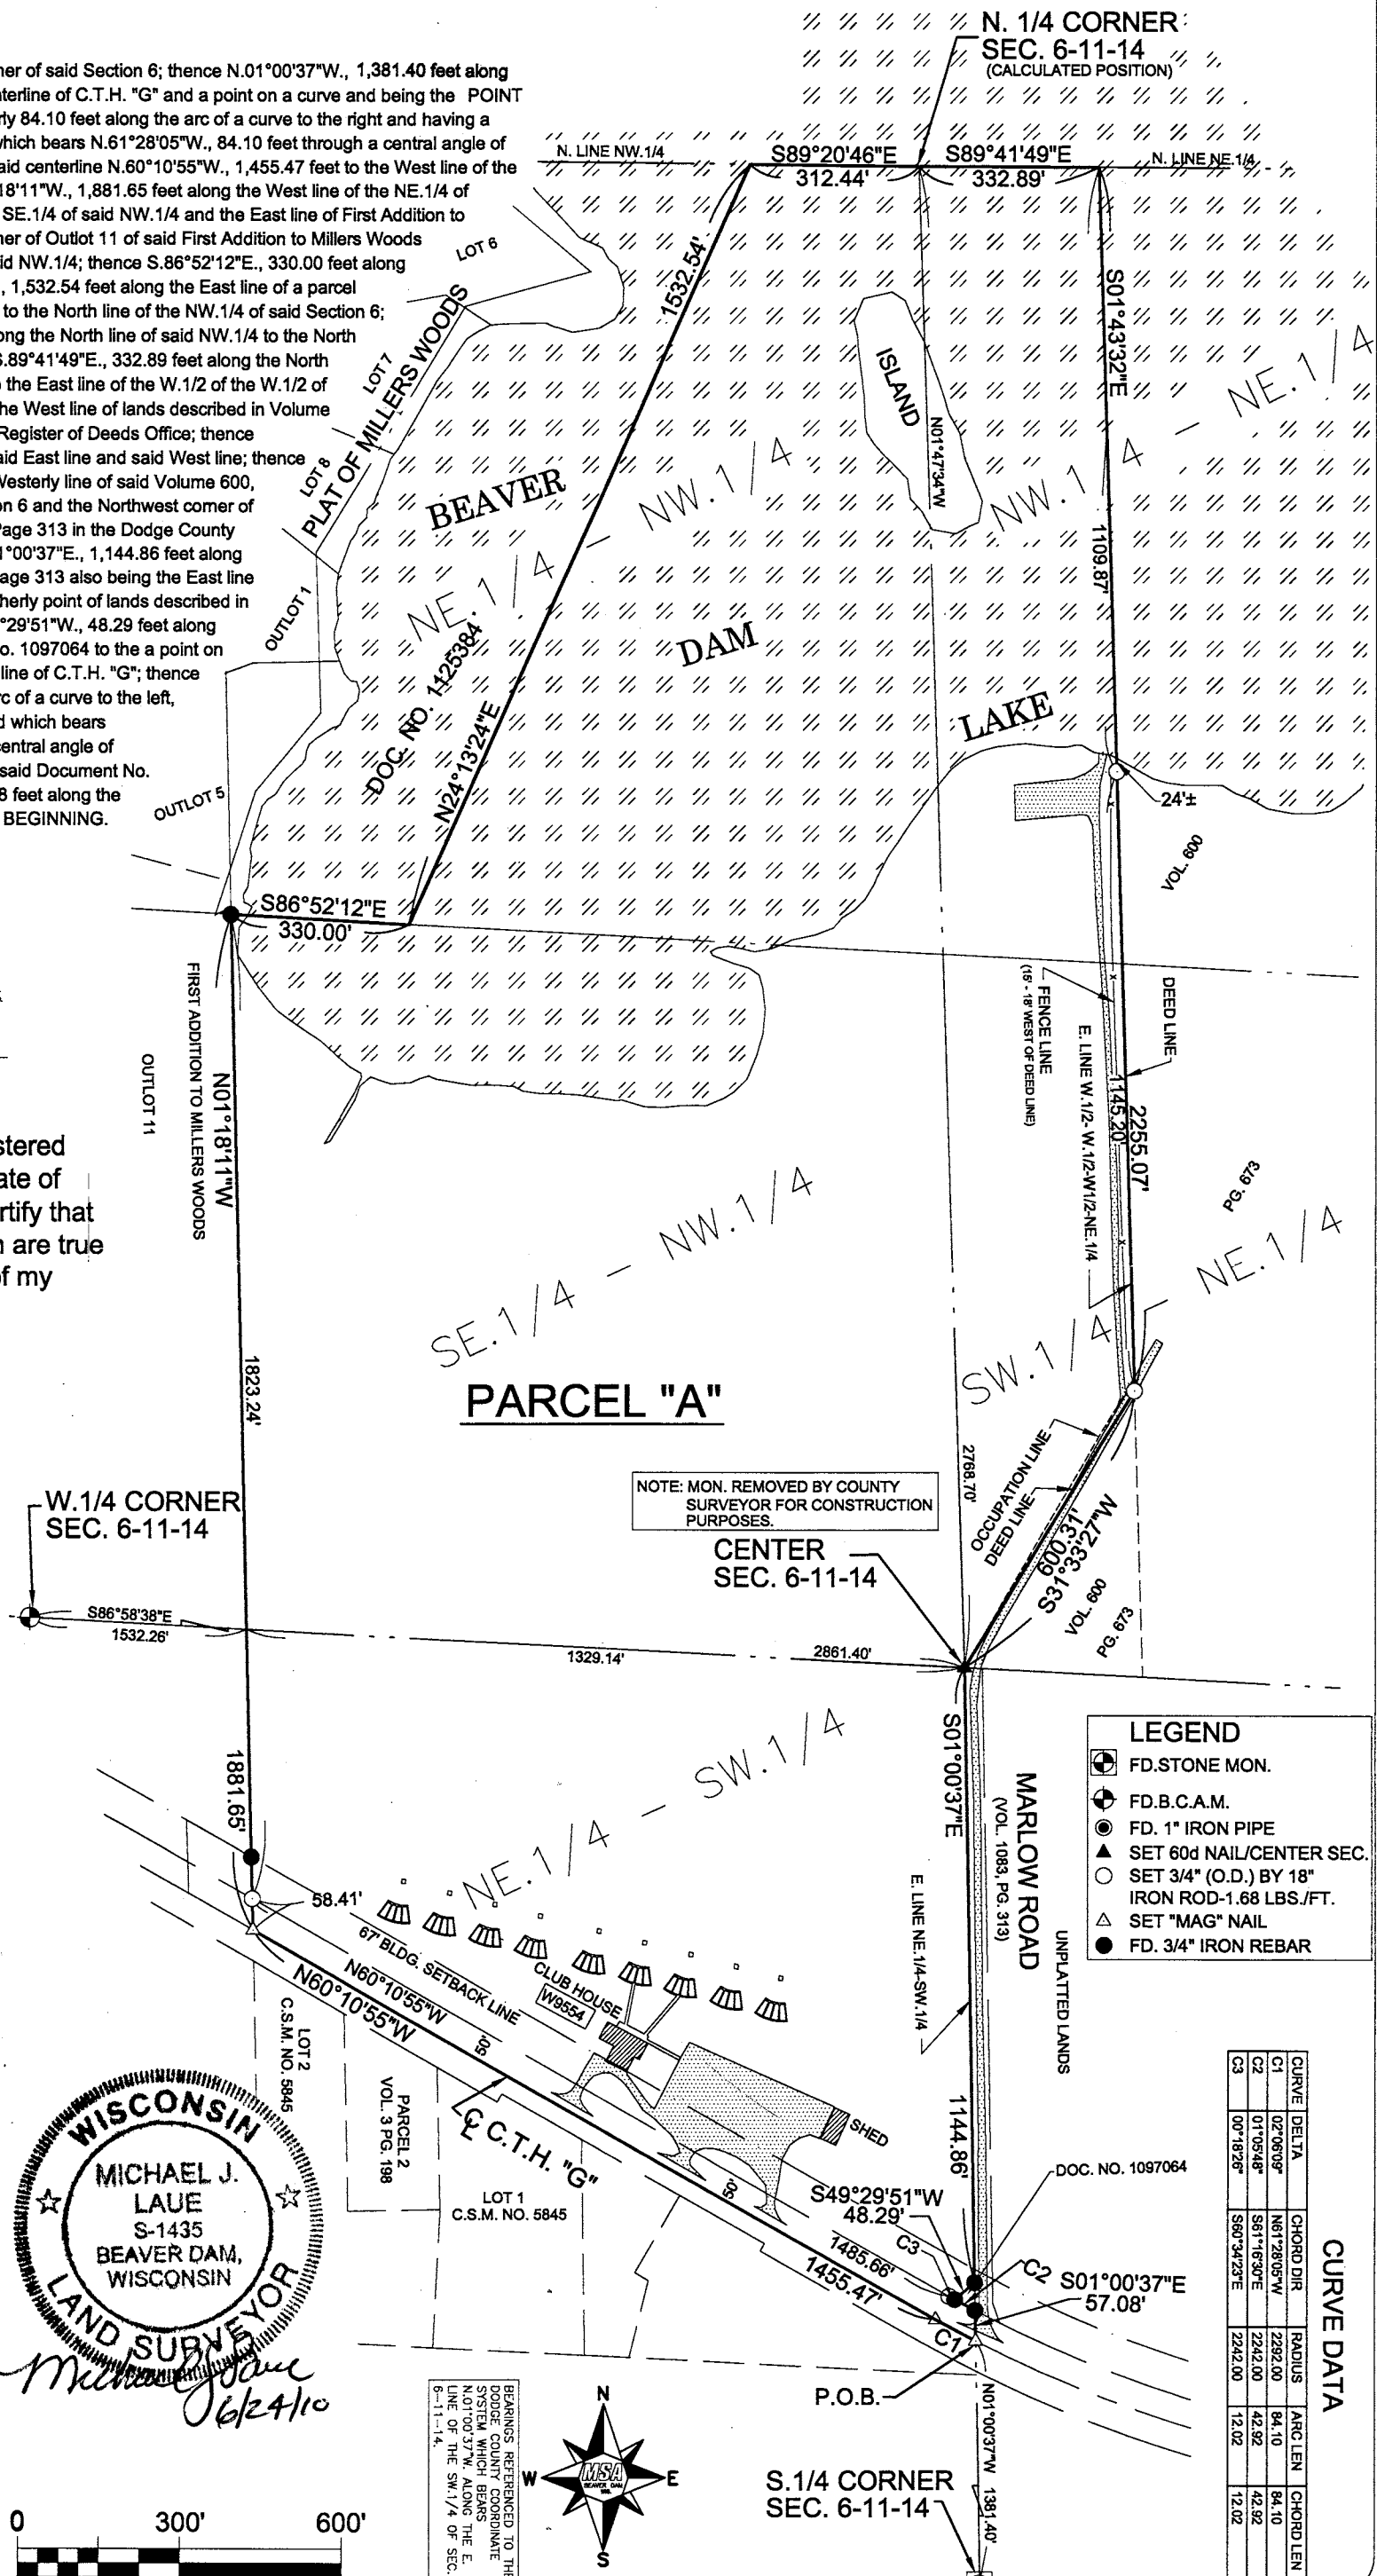 N. 1/4 CORNER
SEC. 6-11-14
(CALCULATED POSITION)
ner of said Section 6; thence N.01°00'37"W., 1,381.40 feet along
nterline of C.T.H. "G" and a point on a curve and being the POINT
rly 84.10 feet along the arc of a curve to the right and having a
which bears N.61°28'05"W., 84.10 feet through a central angle of
aid centerline N.60°10'55"W., 1,455.47 feet to the West line of the
18'11"W., 1,881.65 feet along the West line of the NE.1/4 of
SE.1/4 of said NW.1/4 and the East line of First Addition to
ner of Outlot 11 of said First Addition to Millers Woods
id NW.1/4; thence S.86°52'12"E., 330.00 feet along
, 1,532.54 feet along the East line of a parcel
to the North line of the NW.1/4 of said Section 6;
ong the North line of said NW.1/4 to the North
S.89°41'49"E., 332.89 feet along the North
the East line of the W.1/2 of the W.1/2 of
the West line of lands described in Volume
Register of Deeds Office; thence
aid East line and said West line; thence
Westerly line of said Volume 600,
on 6 and the Northwest corner of
Page 313 in the Dodge County
1°00'37"E., 1,144.86 feet along
age 313 also being the East line
herly point of lands described in
°29'51"W., 48.29 feet along
o. 1097064 to the a point on
line of C.T.H. "G"; thence
rc of a curve to the left,
d which bears
central angle of
said Document No.
8 feet along the
BEGINNING.
N. LINE NW.1/4
S89°20'46"E
312.44'
S89°41'49"E
332.89'
N. LINE NE.1/4
LOT 6
LOT 7
LOT 8
PLAT OF MILLERS WOODS
OUTLOT 1
OUTLOT 5
1532.54'
N24°13'24"E
DOC. NO. 1125384
BEAVER
DAM
LAKE
ISLAND
N01°47'34"W
NE.1/4 - NW.1/4
NW.1/4 - NE.1/4
S01°43'32"E
1109.87'
24'±
VOL. 600
PG. 673
S86°52'12"E
330.00'
FIRST ADDITION TO MILLERS WOODS
OUTLOT 11
N01°18'11"W
1823.24'
1881.65'
FENCE LINE
(15' - 18' WEST OF DEED LINE)
DEED LINE
E. LINE W.1/2- W.1/2-W1/2-NE.1/4
1145.20'
2255.07'
stered
ate of
rtify that
n are true
of my
SE.1/4 - NW.1/4
SW.1/4 - NE.1/4
PARCEL "A"
2768.70'
OCCUPATION LINE
DEED LINE
600.31'
S31°33'27"W
VOL. 600
PG. 673
NOTE: MON. REMOVED BY COUNTY
SURVEYOR FOR CONSTRUCTION
PURPOSES.
CENTER
SEC. 6-11-14
W.1/4 CORNER
SEC. 6-11-14
S86°58'38"E
1532.26'
1329.14'
2861.40'
NE.1/4 - SW.1/4
S01°00'37"E
1144.86'
E. LINE NE.1/4-SW.1/4
MARLOW ROAD
(VOL. 1083, PG. 313)
UNPLATTED LANDS
LEGEND
FD.STONE MON.
FD.B.C.A.M.
FD. 1" IRON PIPE
SET 60d NAIL/CENTER SEC.
SET 3/4" (O.D.) BY 18"
IRON ROD-1.68 LBS./FT.
SET "MAG" NAIL
FD. 3/4" IRON REBAR
58.41'
67' BLDG. SETBACK LINE
N60°10'55"W
N60°10'55"W
50'
CLUB HOUSE
W9554
SHED
50'
℄ C.T.H. "G"
LOT 2
C.S.M. NO. 5845
PARCEL 2
VOL. 3 PG. 198
LOT 1
C.S.M. NO. 5845
DOC. NO. 1097064
S49°29'51"W
48.29'
C3
1485.66'
1455.47'
C2
S01°00'37"E
57.08'
C1
P.O.B.
N01°00'37"W 1381.40'
S.1/4 CORNER
SEC. 6-11-14
CURVE DATA
CURVE DELTA CHORD DIR RADIUS ARC LEN CHORD LEN
C1 02°06'09" N61°28'05"W 2292.00 84.10 84.10
C2 01°05'48" S61°16'30"E 2242.00 42.92 42.92
C3 00°18'26" S60°34'23"E 2242.00 12.02 12.02
WISCONSIN
MICHAEL J.
LAUE
S-1435
BEAVER DAM,
WISCONSIN
LAND SURVEYOR
Michael J Laue
6/24/10
BEARINGS REFERENCED TO THE
DODGE COUNTY COORDINATE
SYSTEM WHICH BEARS
N.01°00'37"W. ALONG THE E.
LINE OF THE SW.1/4 OF SEC.
6-11-14.
N
W
E
S
MSA
BEAVER DAM
0 300' 600'